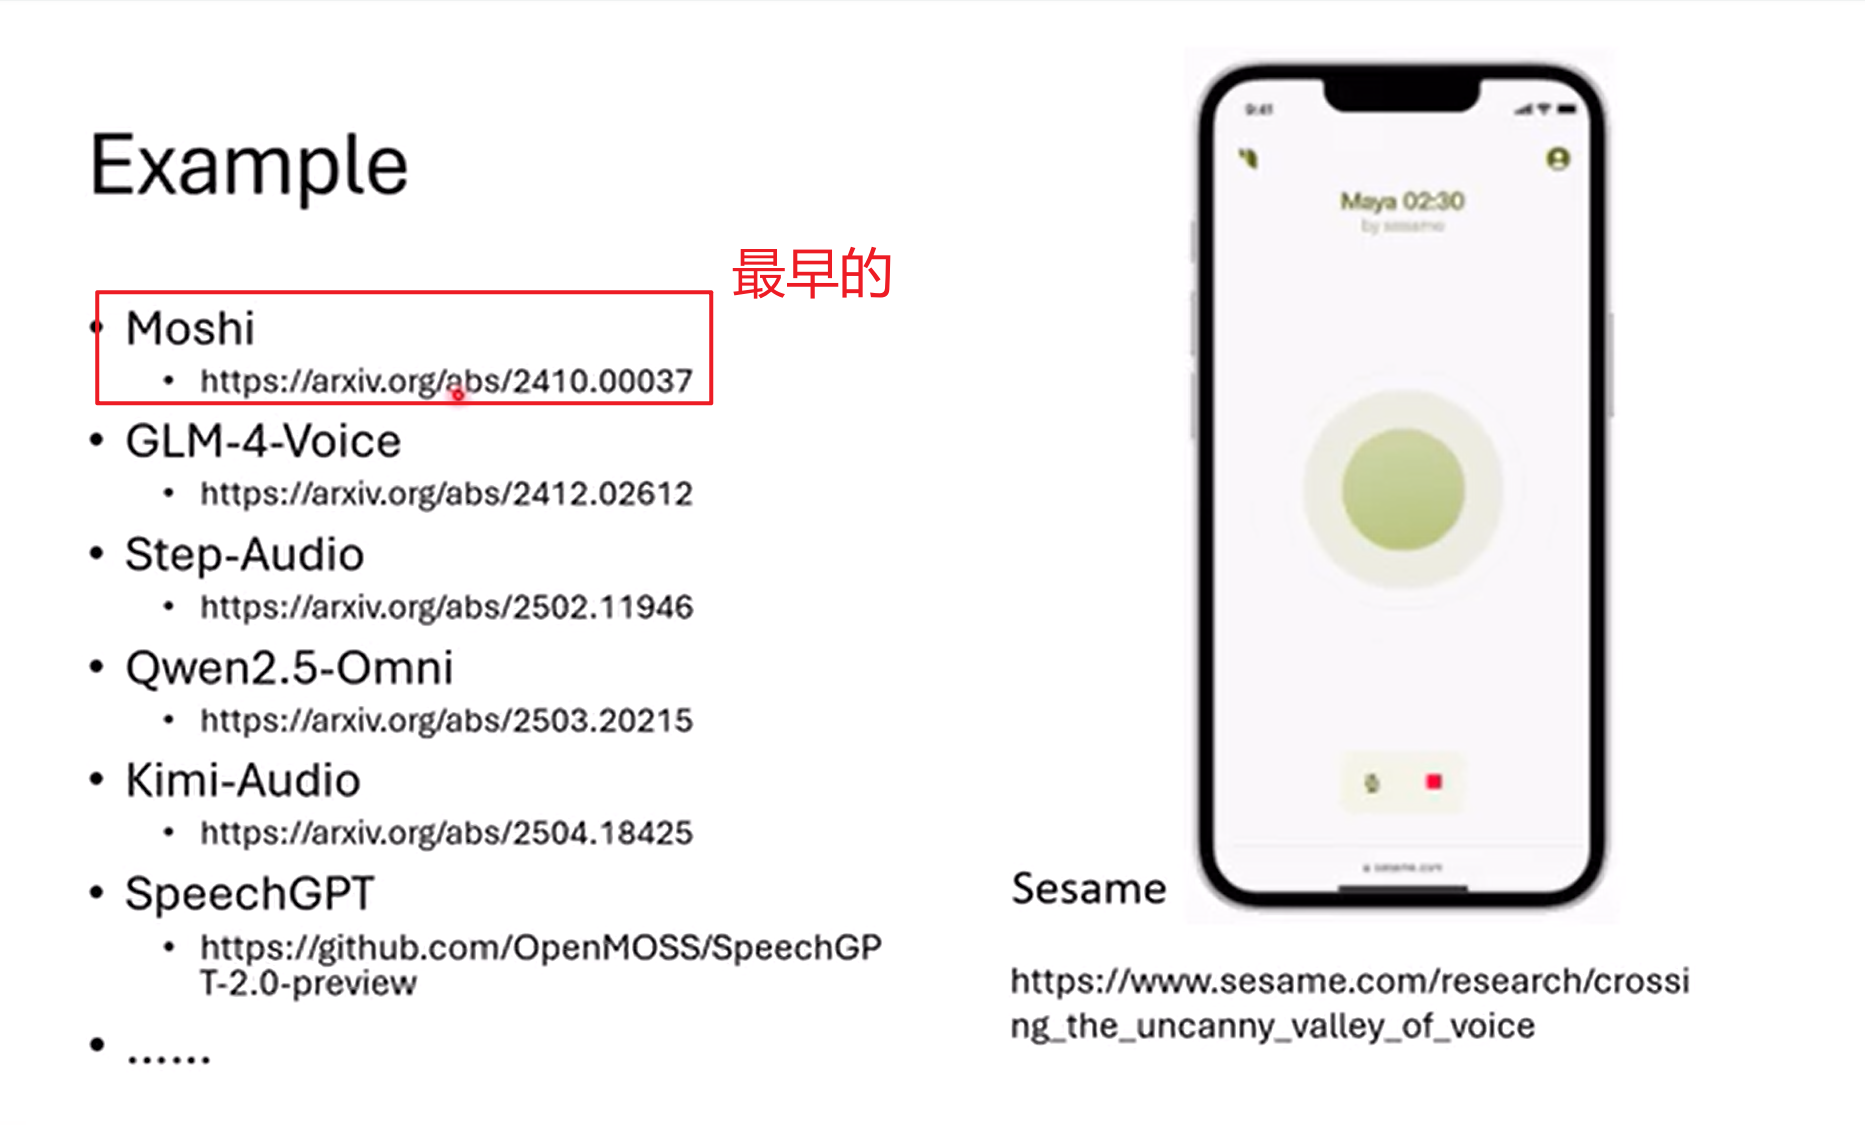 Example
最早的
Moshi
https://arxiv.org/abs/2410.00037
GLM-4-Voice
https://arxiv.org/abs/2412.02612
Step-Audio
https://arxiv.org/abs/2502.11946
Qwen2.5-Omni
https://arxiv.org/abs/2503.20215
Kimi-Audio
https://arxiv.org/abs/2504.18425
SpeechGPT
https://github.com/OpenMOSS/SpeechGP
T-2.0-preview
......
9:41
Maya 02:30
by sesame
sesame.com
Sesame
https://www.sesame.com/research/crossi
ng_the_uncanny_valley_of_voice